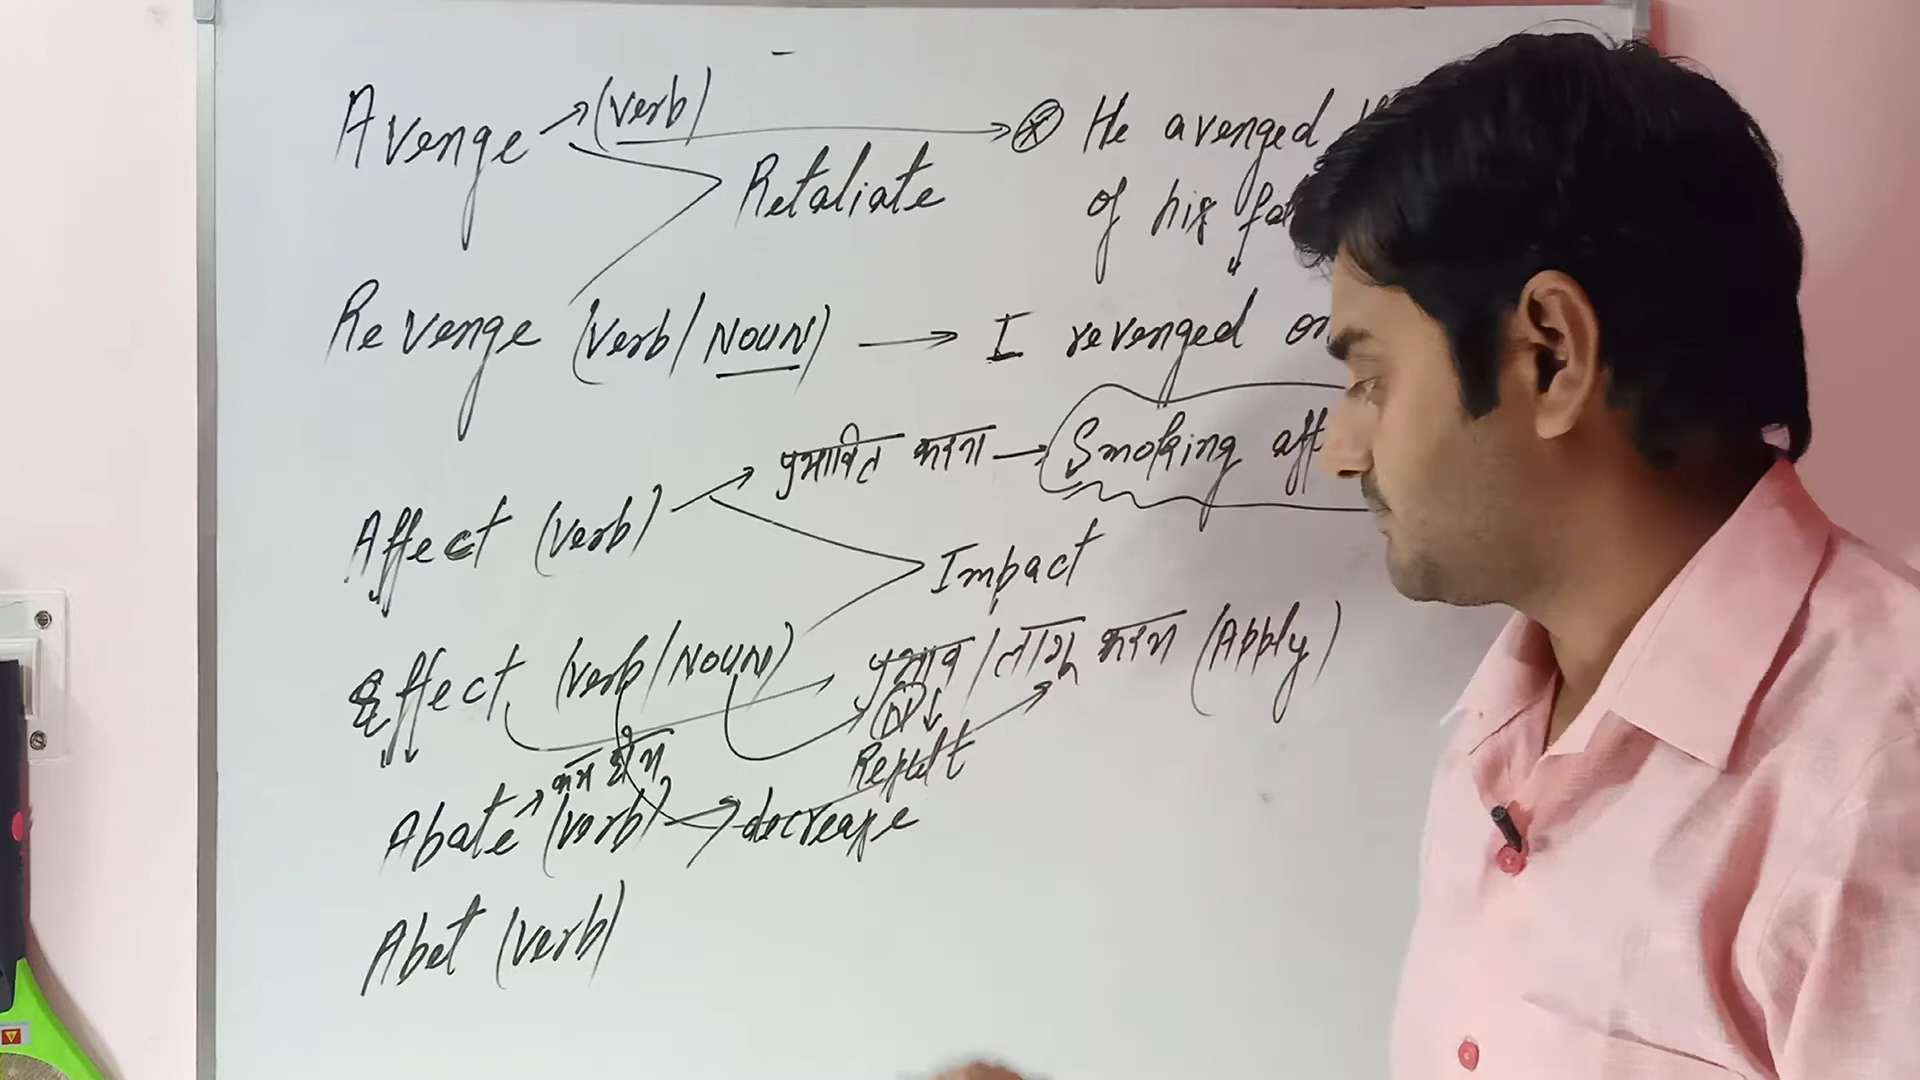 Avenge → (verb) → He avenged
Retaliate of his
Revenge (verb/NOUN) → I revenged on
प्रभावित करना → Smoking
Affect (verb)
Impact
Effect (verb/NOUN) → प्रभाव/लागू करना (Apply)
Result
कम होना
Abate → (verb) → decrease
Abet (verb)